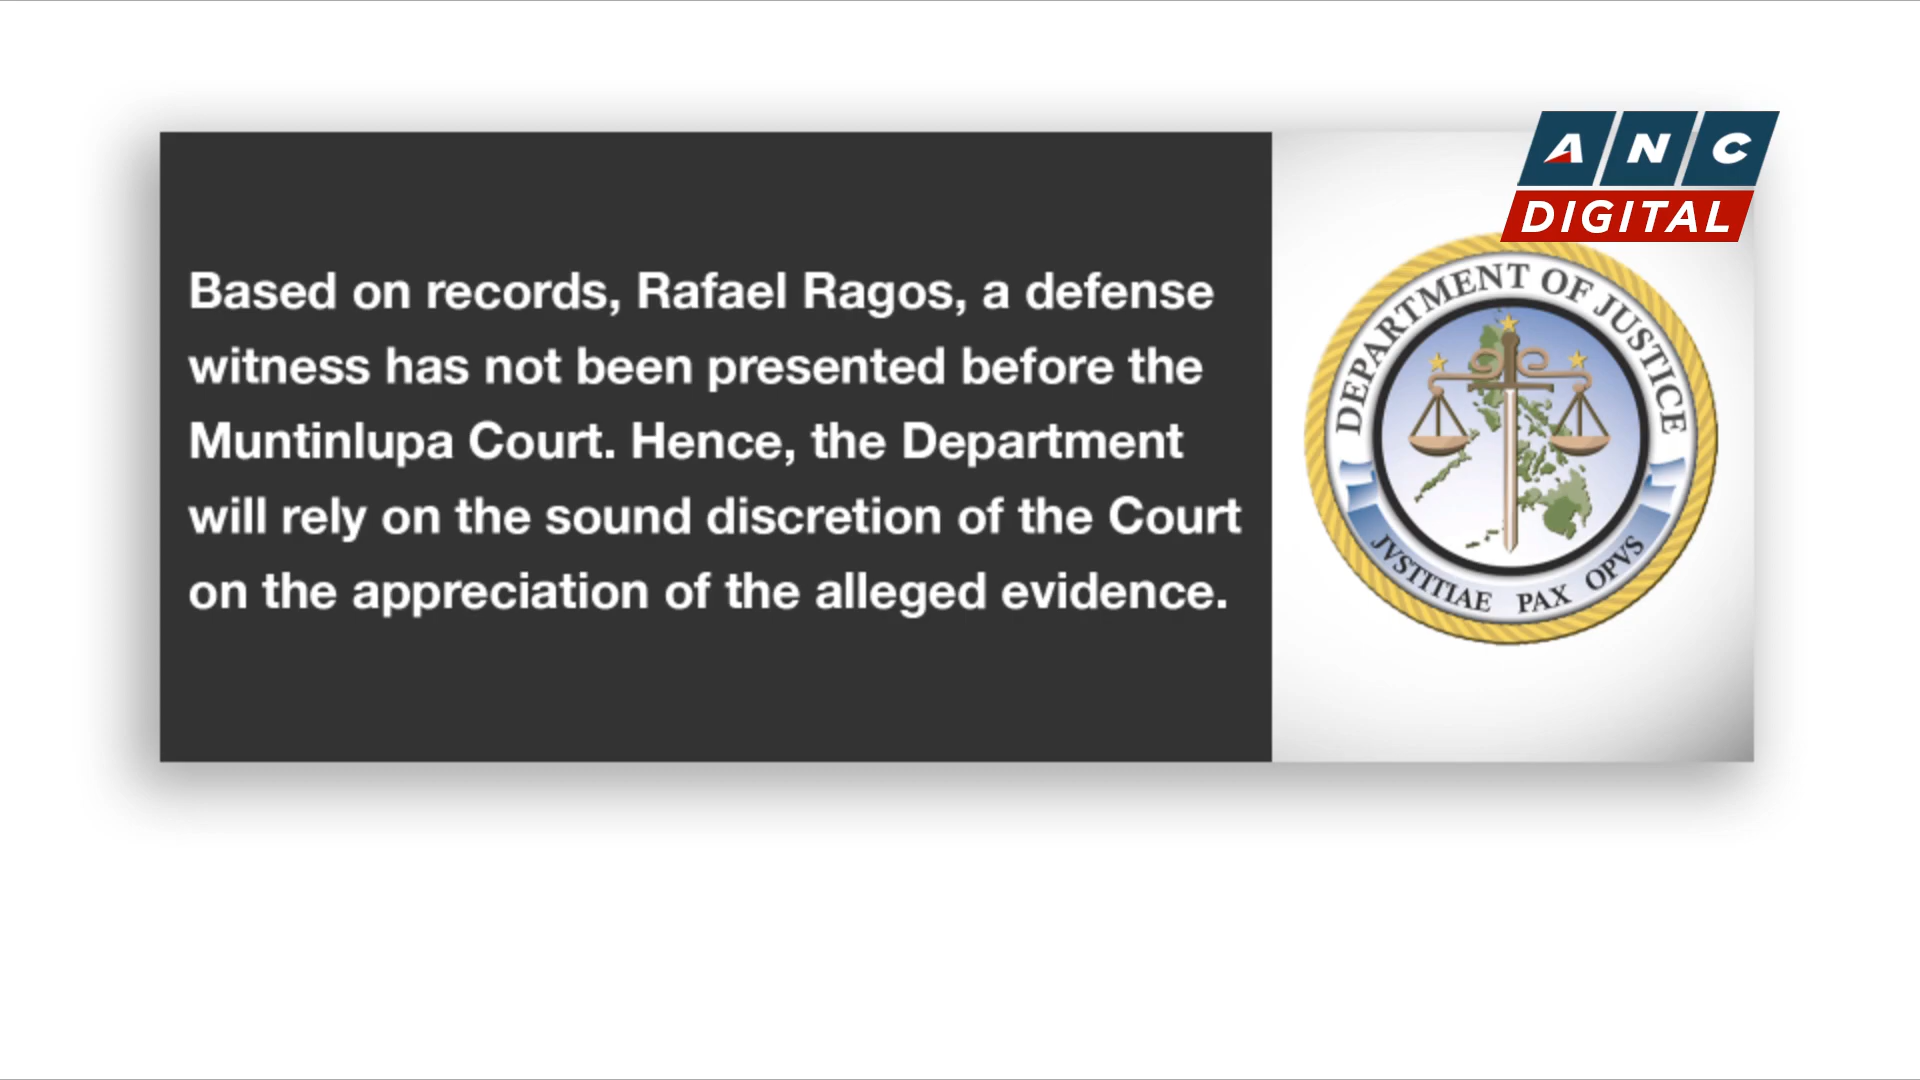 ANC
DIGITAL
Based on records, Rafael Ragos, a defense
witness has not been presented before the
Muntinlupa Court. Hence, the Department
will rely on the sound discretion of the Court
on the appreciation of the alleged evidence.
DEPARTMENT OF JUSTICE
JVSTITIAE PAX OPVS